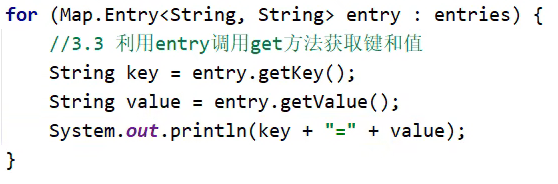 for (Map.Entry<String, String> entry : entries) {
    //3.3 利用entry调用get方法获取键和值
    String key = entry.getKey();
    String value = entry.getValue();
    System.out.println(key + "=" + value);
}